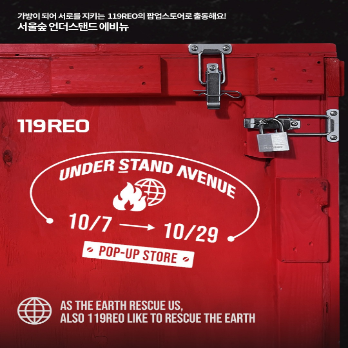 가방이 되어 서로를 지키는 119REO의 팝업스토어로 출동해요!
서울숲 언더스탠드 에비뉴
119REO
UNDER STAND AVENUE
10/7 → 10/29
POP-UP STORE
AS THE EARTH RESCUE US,
ALSO 119REO LIKE TO RESCUE THE EARTH